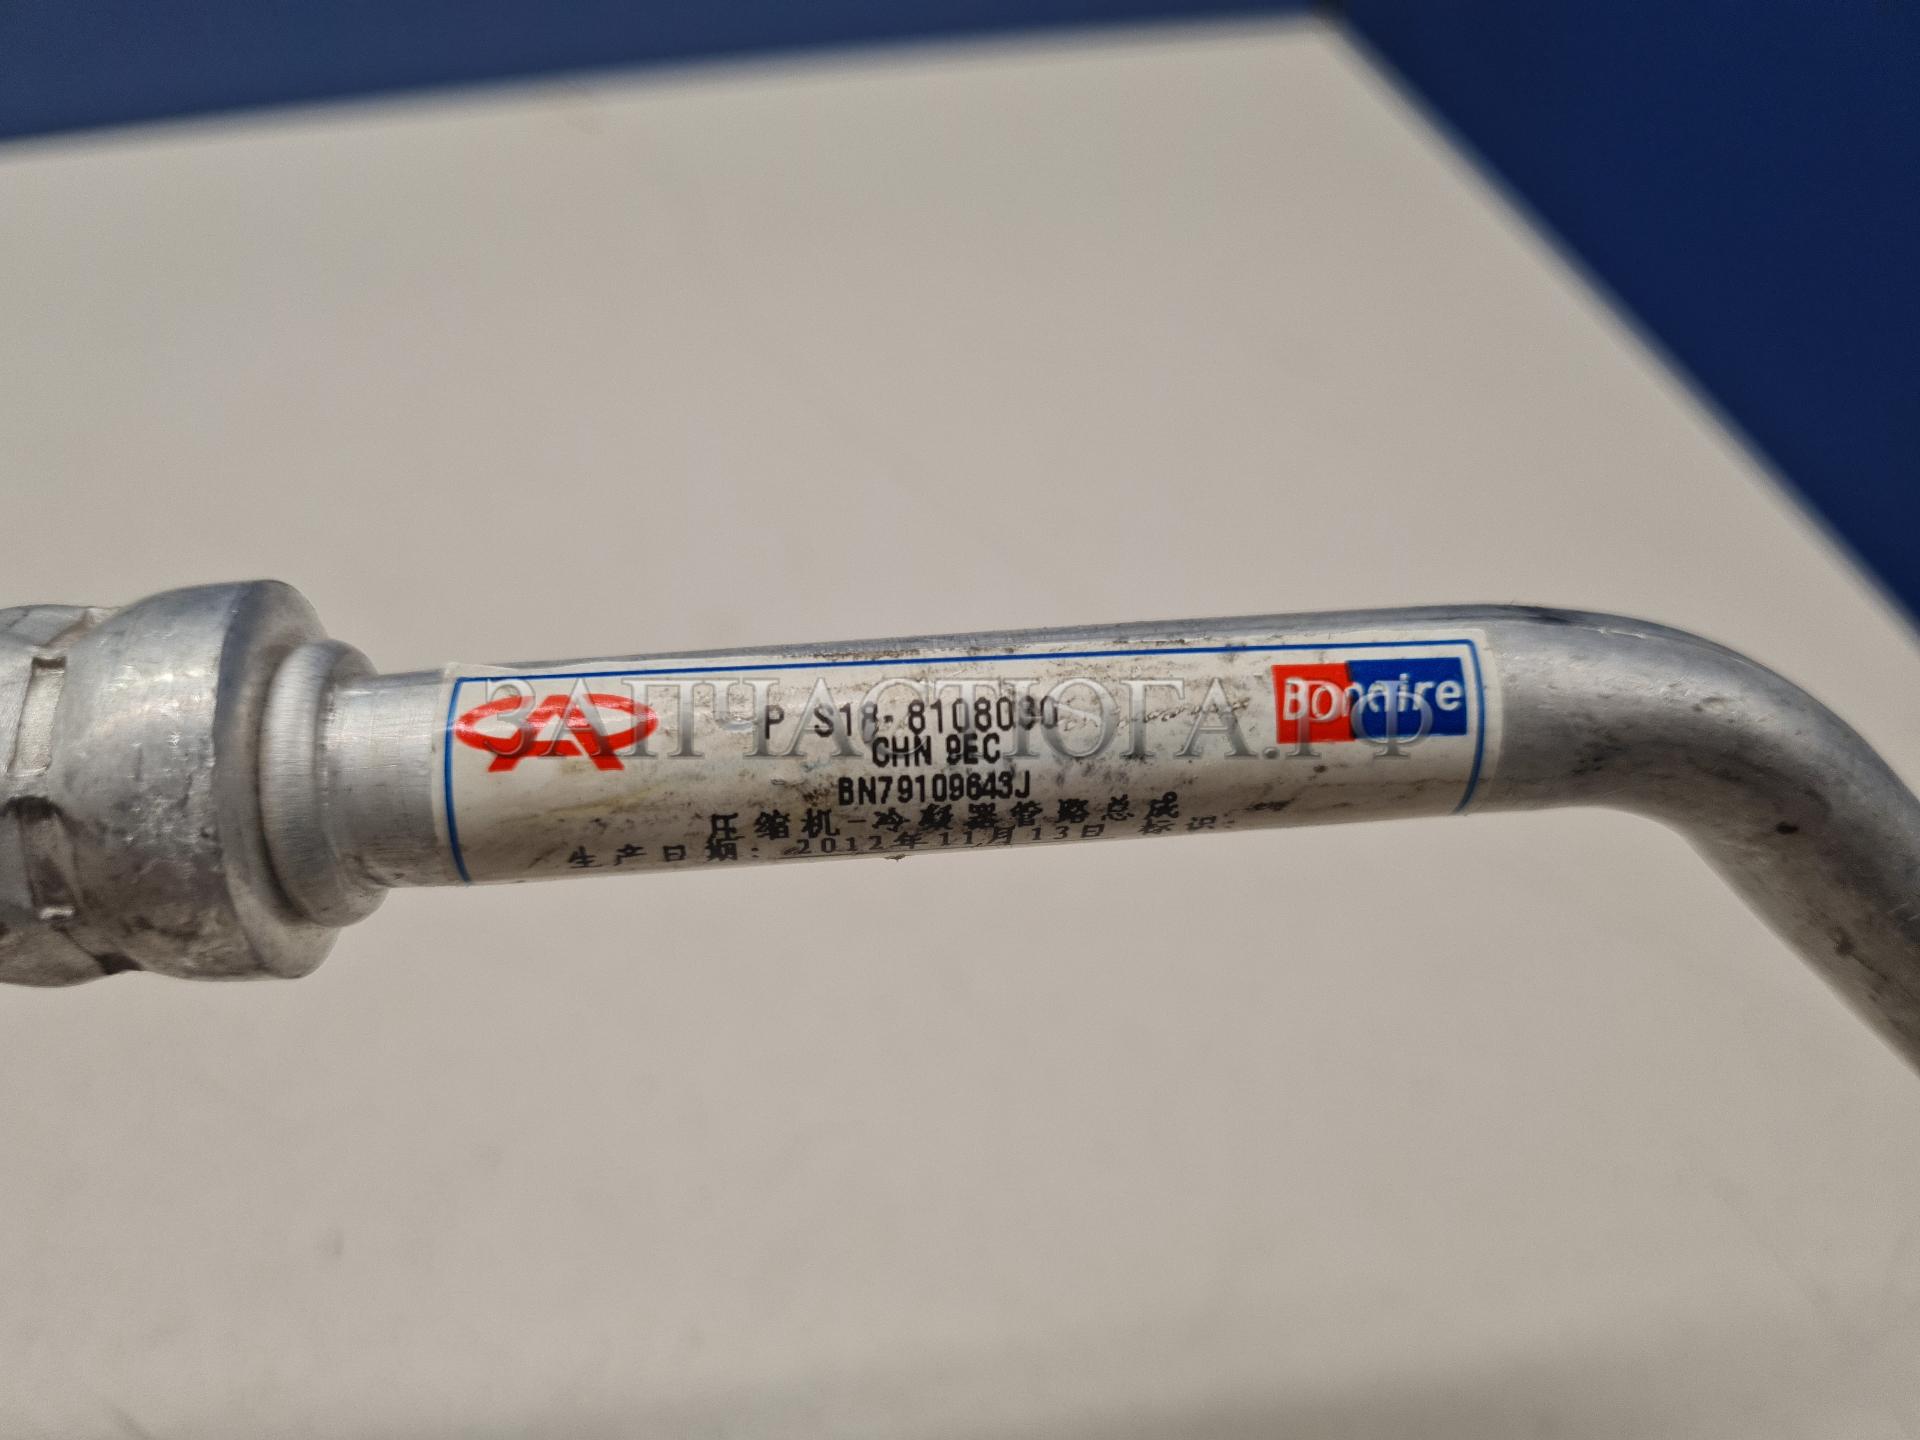 ЗАПЧАСТЮГА.РФ
P S18-8108030
Bonaire
CHN 9EC
BN79109643J
压缩机-冷凝器管路总成
生产日期: 2012年11月13日 标识: